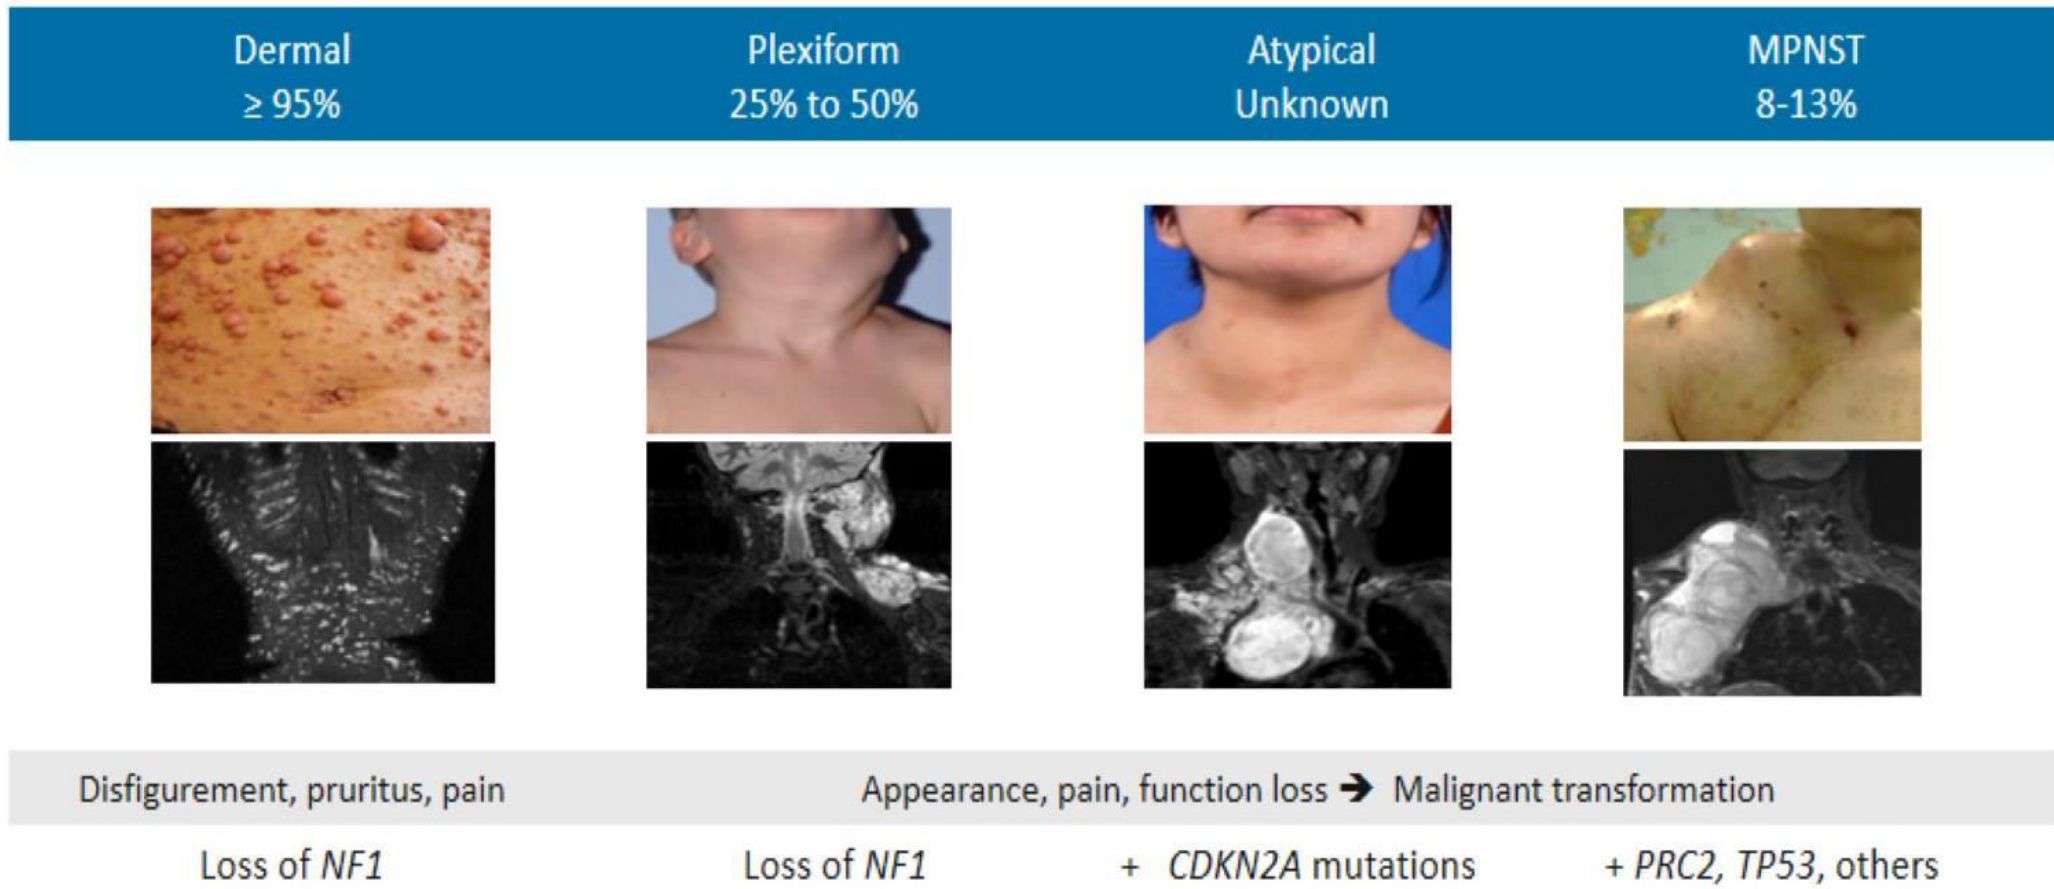 Dermal
≥ 95%
Plexiform
25% to 50%
Atypical
Unknown
MPNST
8-13%
Disfigurement, pruritus, pain
Appearance, pain, function loss ➔ Malignant transformation
Loss of NF1
Loss of NF1
+ CDKN2A mutations
+ PRC2, TP53, others